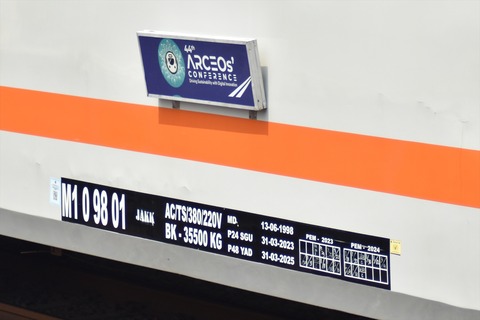 44th
ARCEOs'
CONFERENCE
Driving Sustainability with Digital Innovation
M1 0 98 01
JAKK
AC/TS/380/220V
BK - 35500 KG
MD. 13-06-1998
P24 SGU 31-03-2023
P48 YAD 31-03-2025
PEM - 2023
PEM - 2024